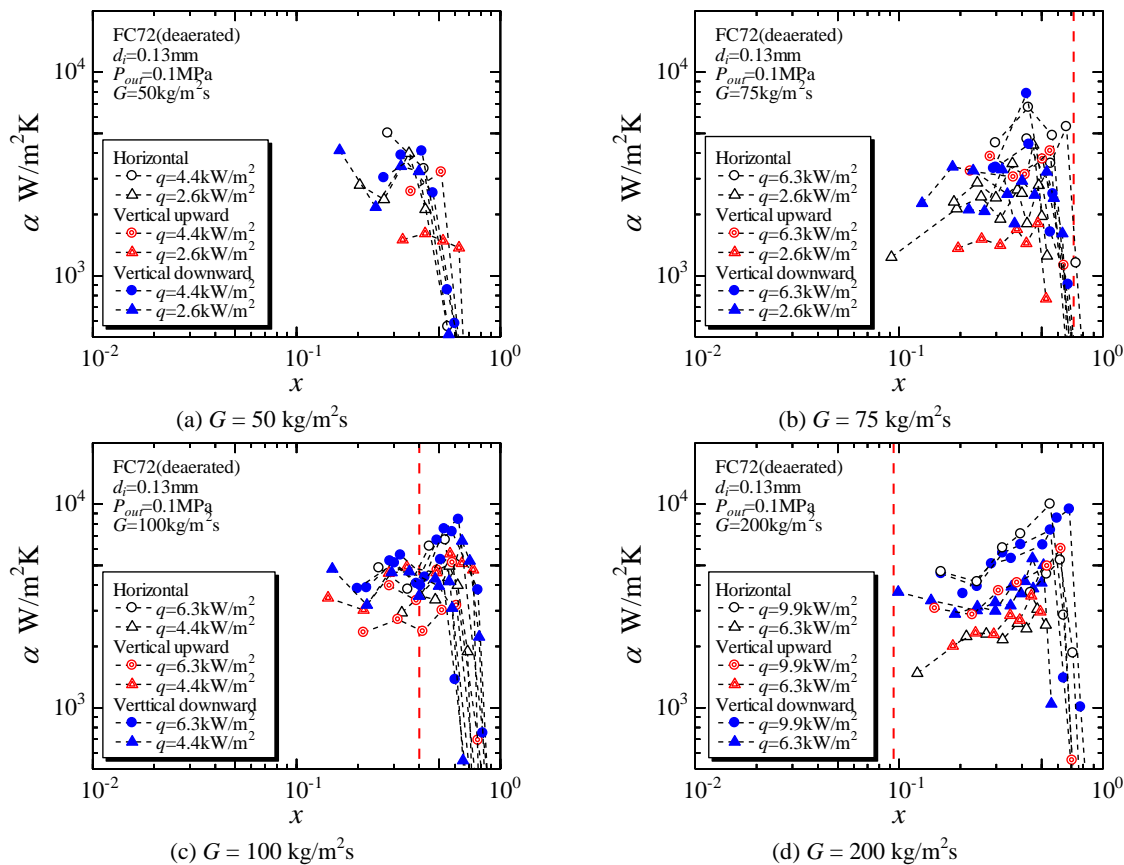 FC72(deaerated)
dᵢ=0.13mm
P_out=0.1MPa
G=50kg/m²s
10⁴
10³
α W/m²K
Horizontal
q=4.4kW/m²
q=2.6kW/m²
Vertical upward
q=4.4kW/m²
q=2.6kW/m²
Vertical downward
q=4.4kW/m²
q=2.6kW/m²
10⁻² 10⁻¹ 10⁰
x
(a) G = 50 kg/m²s
FC72(deaerated)
dᵢ=0.13mm
P_out=0.1MPa
G=75kg/m²s
10⁴
10³
α W/m²K
Horizontal
q=6.3kW/m²
q=2.6kW/m²
Vertical upward
q=6.3kW/m²
q=2.6kW/m²
Vertical downward
q=6.3kW/m²
q=2.6kW/m²
10⁻² 10⁻¹ 10⁰
x
(b) G = 75 kg/m²s
FC72(deaerated)
dᵢ=0.13mm
P_out=0.1MPa
G=100kg/m²s
10⁴
10³
α W/m²K
Horizontal
q=6.3kW/m²
q=4.4kW/m²
Vertical upward
q=6.3kW/m²
q=4.4kW/m²
Verttical downward
q=6.3kW/m²
q=4.4kW/m²
10⁻² 10⁻¹ 10⁰
x
(c) G = 100 kg/m²s
FC72(deaerated)
dᵢ=0.13mm
P_out=0.1MPa
G=200kg/m²s
10⁴
10³
α W/m²K
Horizontal
q=9.9kW/m²
q=6.3kW/m²
Vertical upward
q=9.9kW/m²
q=6.3kW/m²
Vertical downward
q=9.9kW/m²
q=6.3kW/m²
10⁻² 10⁻¹ 10⁰
x
(d) G = 200 kg/m²s